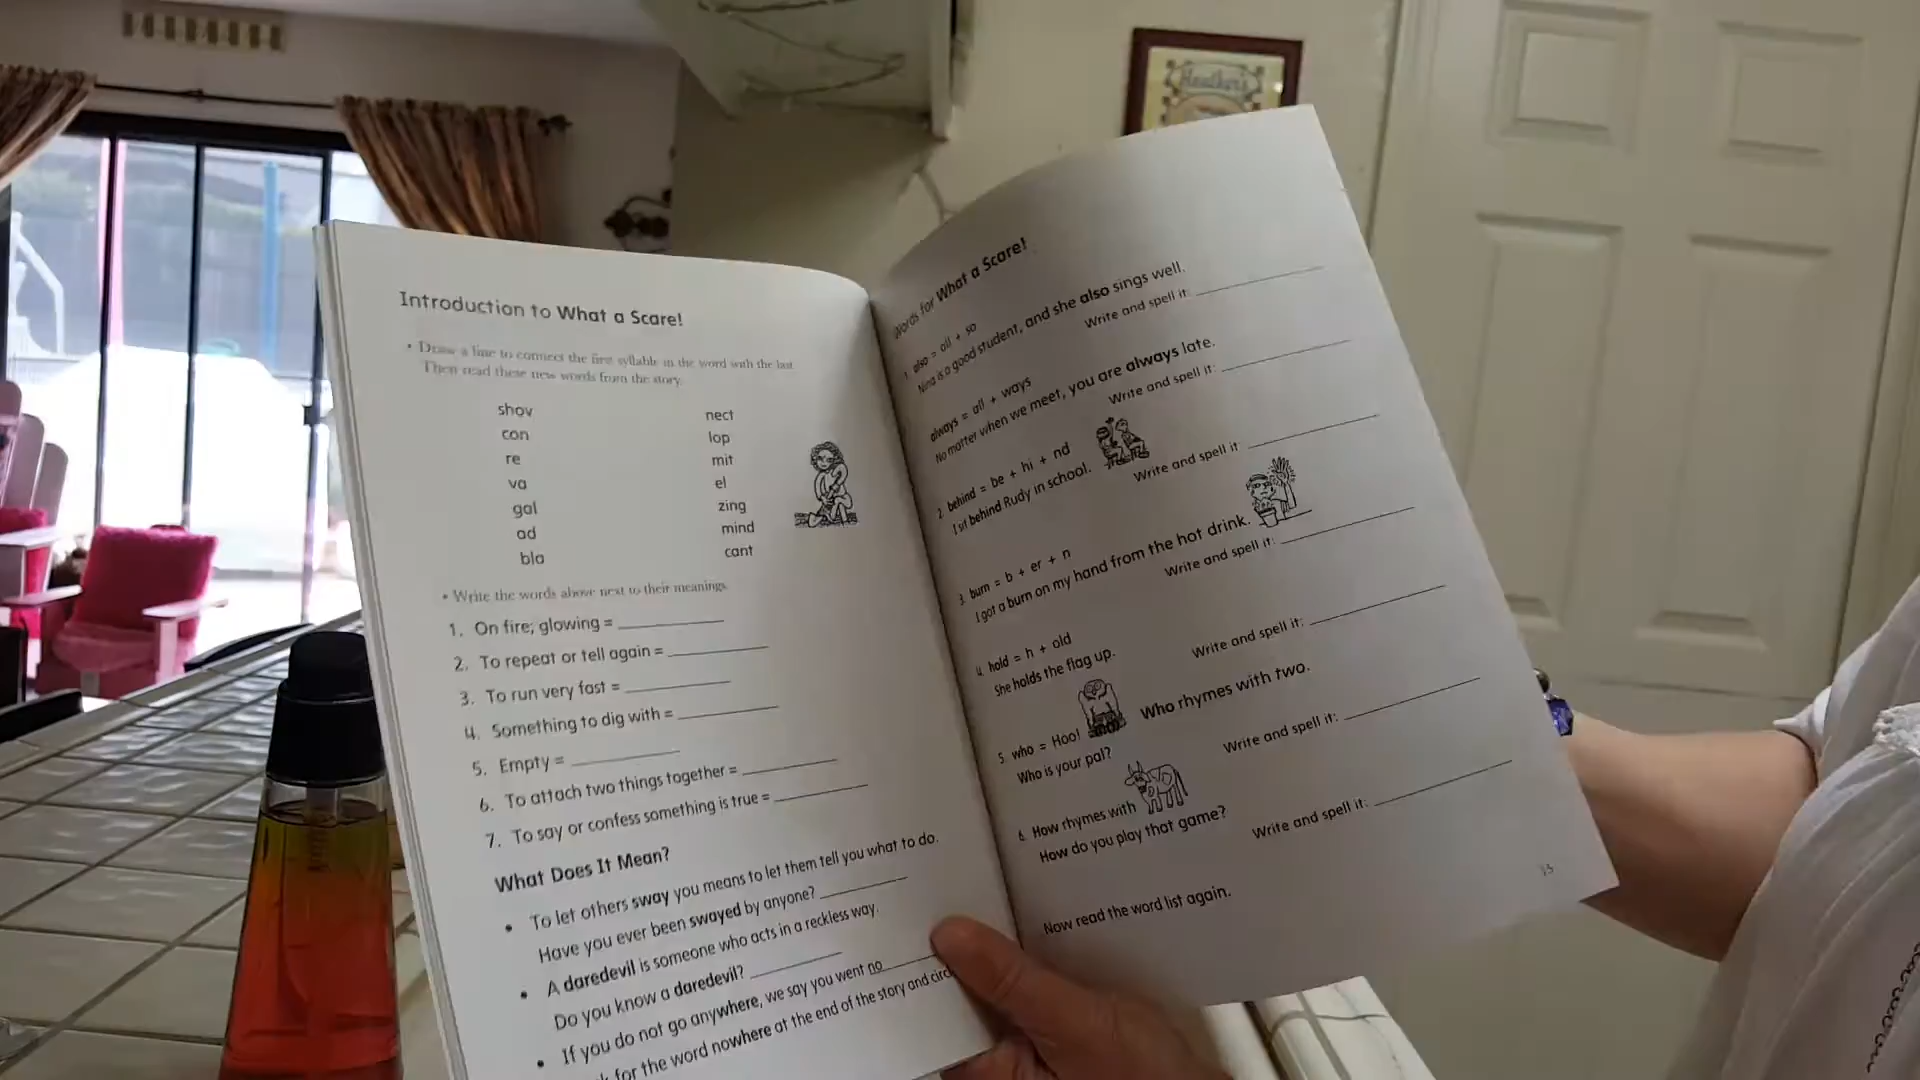 Heather's
Introduction to What a Scare!
• Draw a line to connect the first syllable in the word with the last.
Then read these new words from the story.
shov nect
con lop
re mit
va el
gal zing
ad mind
bla cant
• Write the words above next to their meanings.
1. On fire; glowing =
2. To repeat or tell again =
3. To run very fast =
4. Something to dig with =
5. Empty =
6. To attach two things together =
7. To say or confess something is true =
What Does It Mean?
• To let others sway you means to let them tell you what to do.
Have you ever been swayed by anyone?
• A daredevil is someone who acts in a reckless way.
Do you know a daredevil?
• If you do not go anywhere, we say you went no
for the word nowhere at the end of the story and circ
Words for What a Scare!
1. also = all + so
Nina is a good student, and she also sings well.
Write and spell it:
always = all + ways
No matter when we meet, you are always late.
Write and spell it:
2. behind = be + hi + nd
I sit behind Rudy in school.
Write and spell it:
3. burn = b + er + n
I got a burn on my hand from the hot drink.
Write and spell it:
4. hold = h + old
She holds the flag up.
Write and spell it:
5. who = Hoo! Who rhymes with two.
Who is your pal?
Write and spell it:
6. How rhymes with
How do you play that game?
Write and spell it:
Now read the word list again.